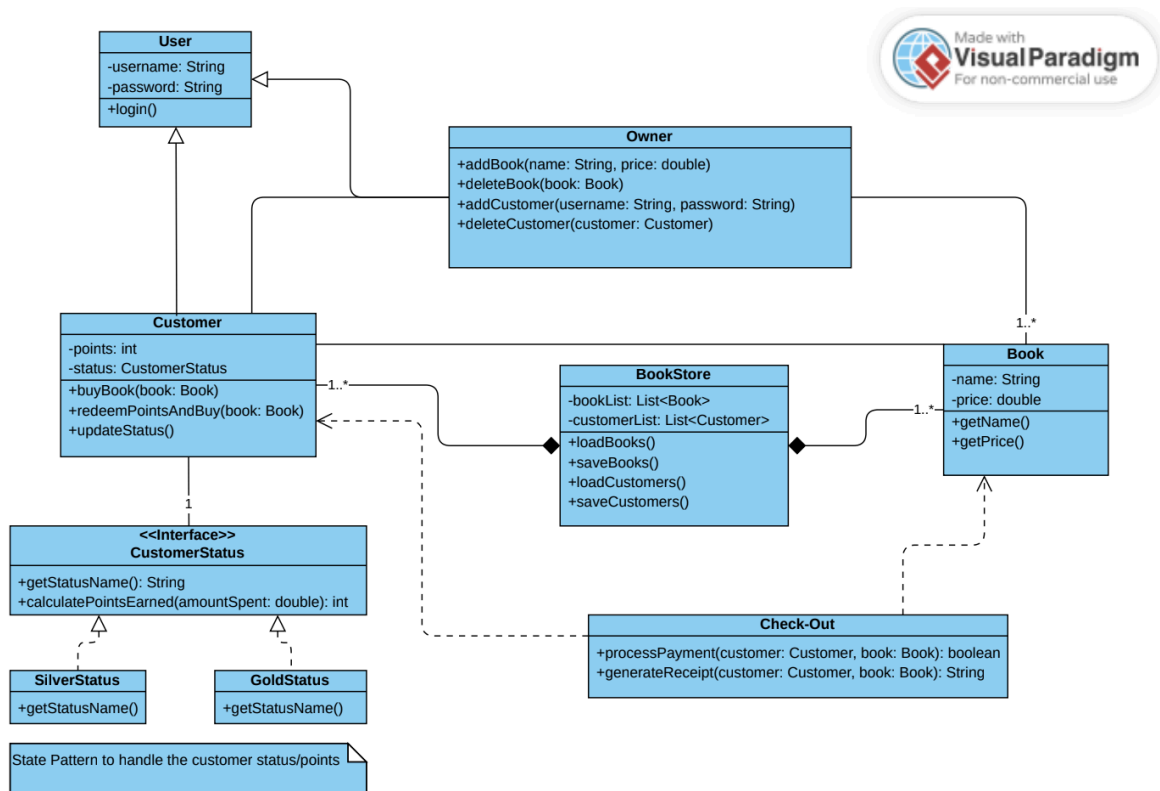 Made with
Visual Paradigm
For non-commercial use
User
-username: String
-password: String
+login()
Owner
+addBook(name: String, price: double)
+deleteBook(book: Book)
+addCustomer(username: String, password: String)
+deleteCustomer(customer: Customer)
Customer
-points: int
-status: CustomerStatus
+buyBook(book: Book)
+redeemPointsAndBuy(book: Book)
+updateStatus()
1..*
1..*
Book
-name: String
-price: double
+getName()
+getPrice()
1..*
BookStore
-bookList: List<Book>
-customerList: List<Customer>
+loadBooks()
+saveBooks()
+loadCustomers()
+saveCustomers()
1
<<Interface>>
CustomerStatus
+getStatusName(): String
+calculatePointsEarned(amountSpent: double): int
Check-Out
+processPayment(customer: Customer, book: Book): boolean
+generateReceipt(customer: Customer, book: Book): String
SilverStatus
+getStatusName()
GoldStatus
+getStatusName()
State Pattern to handle the customer status/points